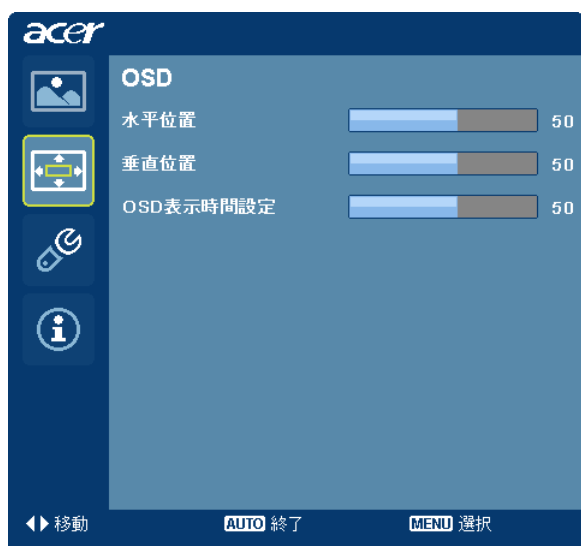 acer
OSD
水平位置 50
垂直位置 50
OSD表示時間設定 50
移動 AUTO 終了 MENU 選択